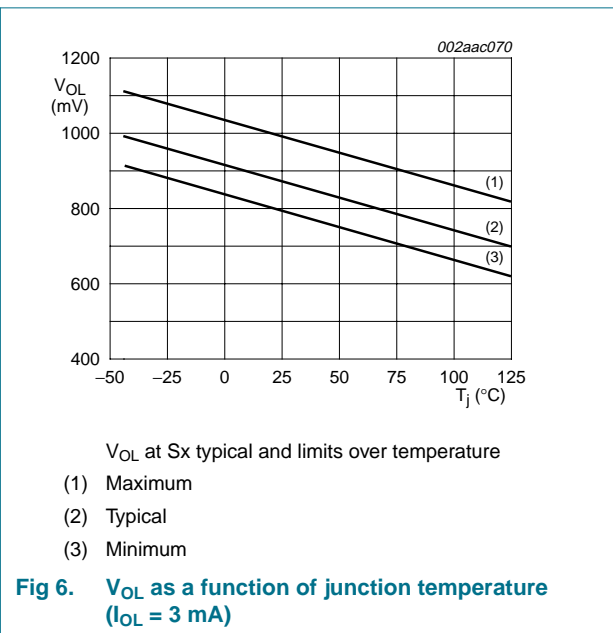 002aac070
1200
VOL
(mV)
1000
800
600
400
(1)
(2)
(3)
−50 −25 0 25 50 75 100 125
Tj (°C)
VOL at Sx typical and limits over temperature
(1) Maximum
(2) Typical
(3) Minimum
Fig 6. VOL as a function of junction temperature
(IOL = 3 mA)